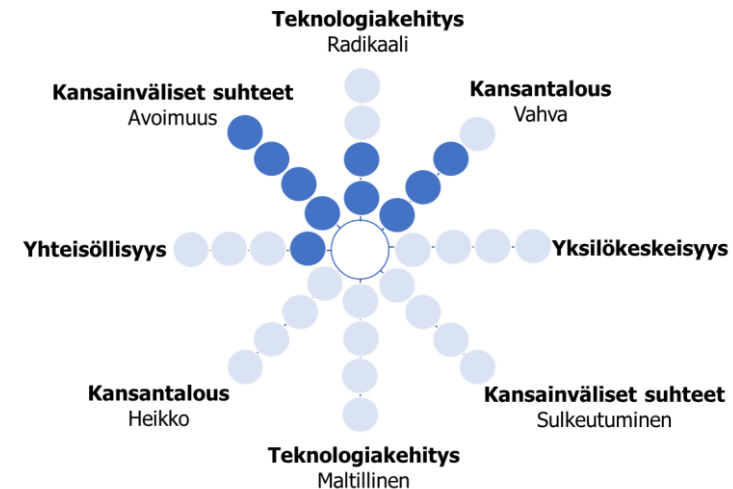 Teknologiakehitys
Radikaali
Kansainväliset suhteet
Avoimuus
Kansantalous
Vahva
Yhteisöllisyys
Yksilökeskeisyys
Kansantalous
Heikko
Kansainväliset suhteet
Sulkeutuminen
Teknologiakehitys
Maltillinen